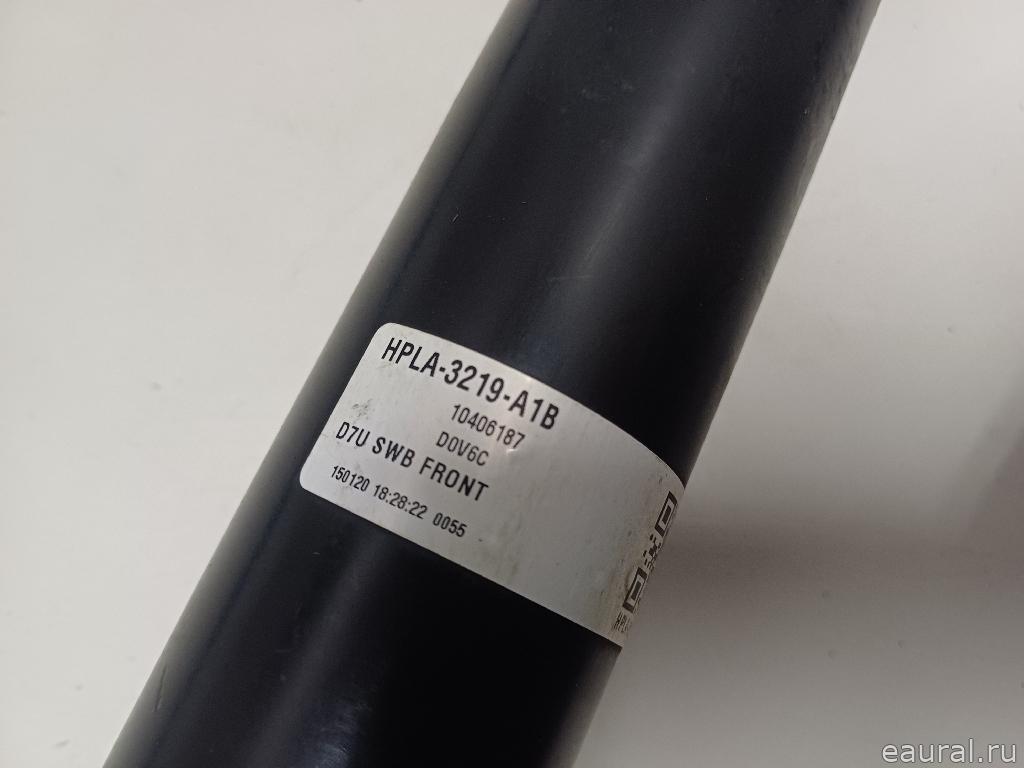 HPLA-3219-A1B
10406187
D0V6C
D7U SWB FRONT
150120 18:28:22 0055
eaural.ru